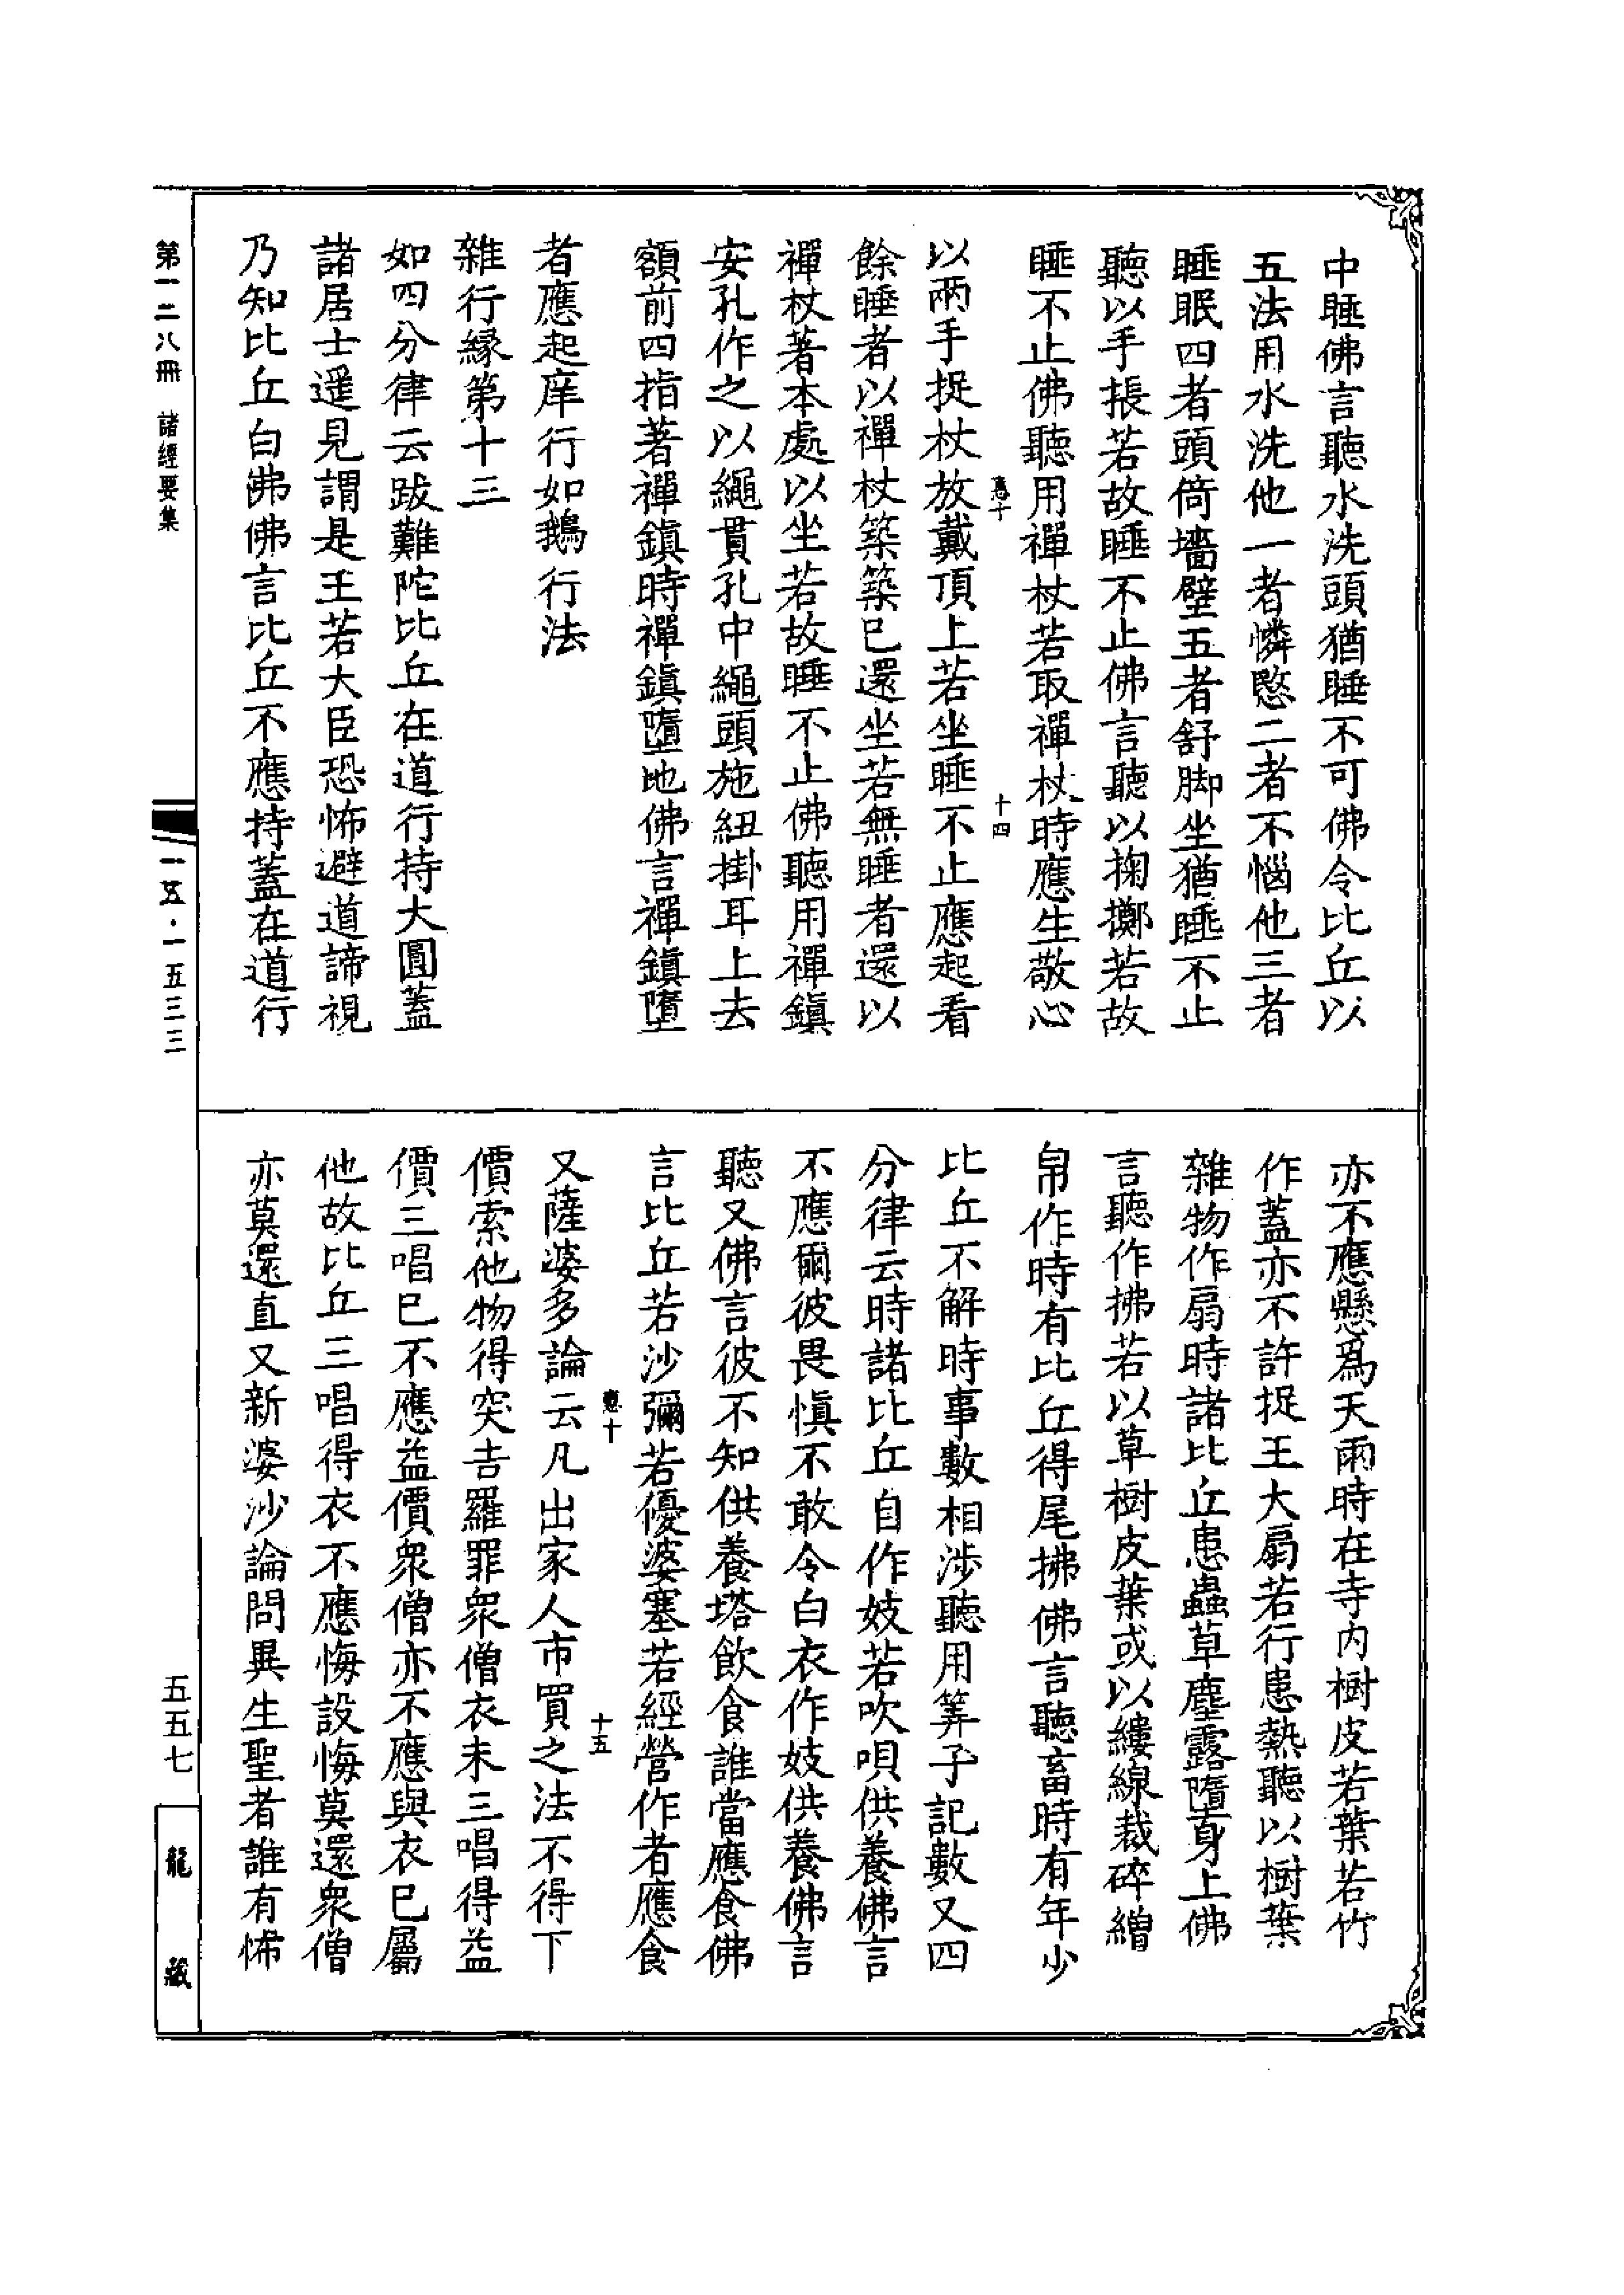 中睡佛言聽水洗頭猶睡不可佛令比丘以
五法用水洗他一者憐愍二者不惱他三者
睡眠四者頭倚墻壁五者舒脚坐猶睡不止
聽以手振若故睡不止佛言聽以掬擲若故
睡不止佛聽用禪杖若取禪杖時應生敬心
惠十
十四
以兩手捉杖放戴頂上若坐睡不止應起看
餘睡者以禪杖築築已還坐若無睡者還以
禪杖著本處以坐若故睡不止佛聽用禪鎮
安孔作之以繩貫孔中繩頭施紐掛耳上去
額前四指著禪鎮時禪鎮墮地佛言禪鎮墮
者應起庠行如鵝行法
雜行緣第十三
如四分律云跋難陀比丘在道行持大圓蓋
諸居士遥見謂是王若大臣恐怖避道諦視
乃知比丘白佛佛言比丘不應持蓋在道行
亦不應懸為天雨時在寺内樹皮若葉若竹
作蓋亦不許捉王大扇若行患熱聽以樹葉
雜物作扇時諸比丘患蟲草塵露墮身上佛
言聽作拂若以草樹皮葉或以縷線裁碎繒
帛作時有比丘得尾拂佛言聽畜時有年少
比丘不解時事數相涉聽用筭子記數又四
分律云時諸比丘自作妓若吹唄供養佛言
不應爾彼畏慎不敢令白衣作妓供養佛言
聽又佛言彼不知供養塔飲食誰當應食佛
言比丘若沙彌若優婆塞若經營作者應食
惠十
十五
又薩婆多論云凡出家人市買之法不得下
價索他物得突吉羅罪眾僧衣未三唱得益
價三唱已不應益價眾僧亦不應與衣已屬
他故比丘三唱得衣不應悔設悔莫還眾僧
亦莫還直又新婆沙論問異生聖者誰有怖
第一二八冊 諸經要集
一五·一五三三
五五七
龍藏